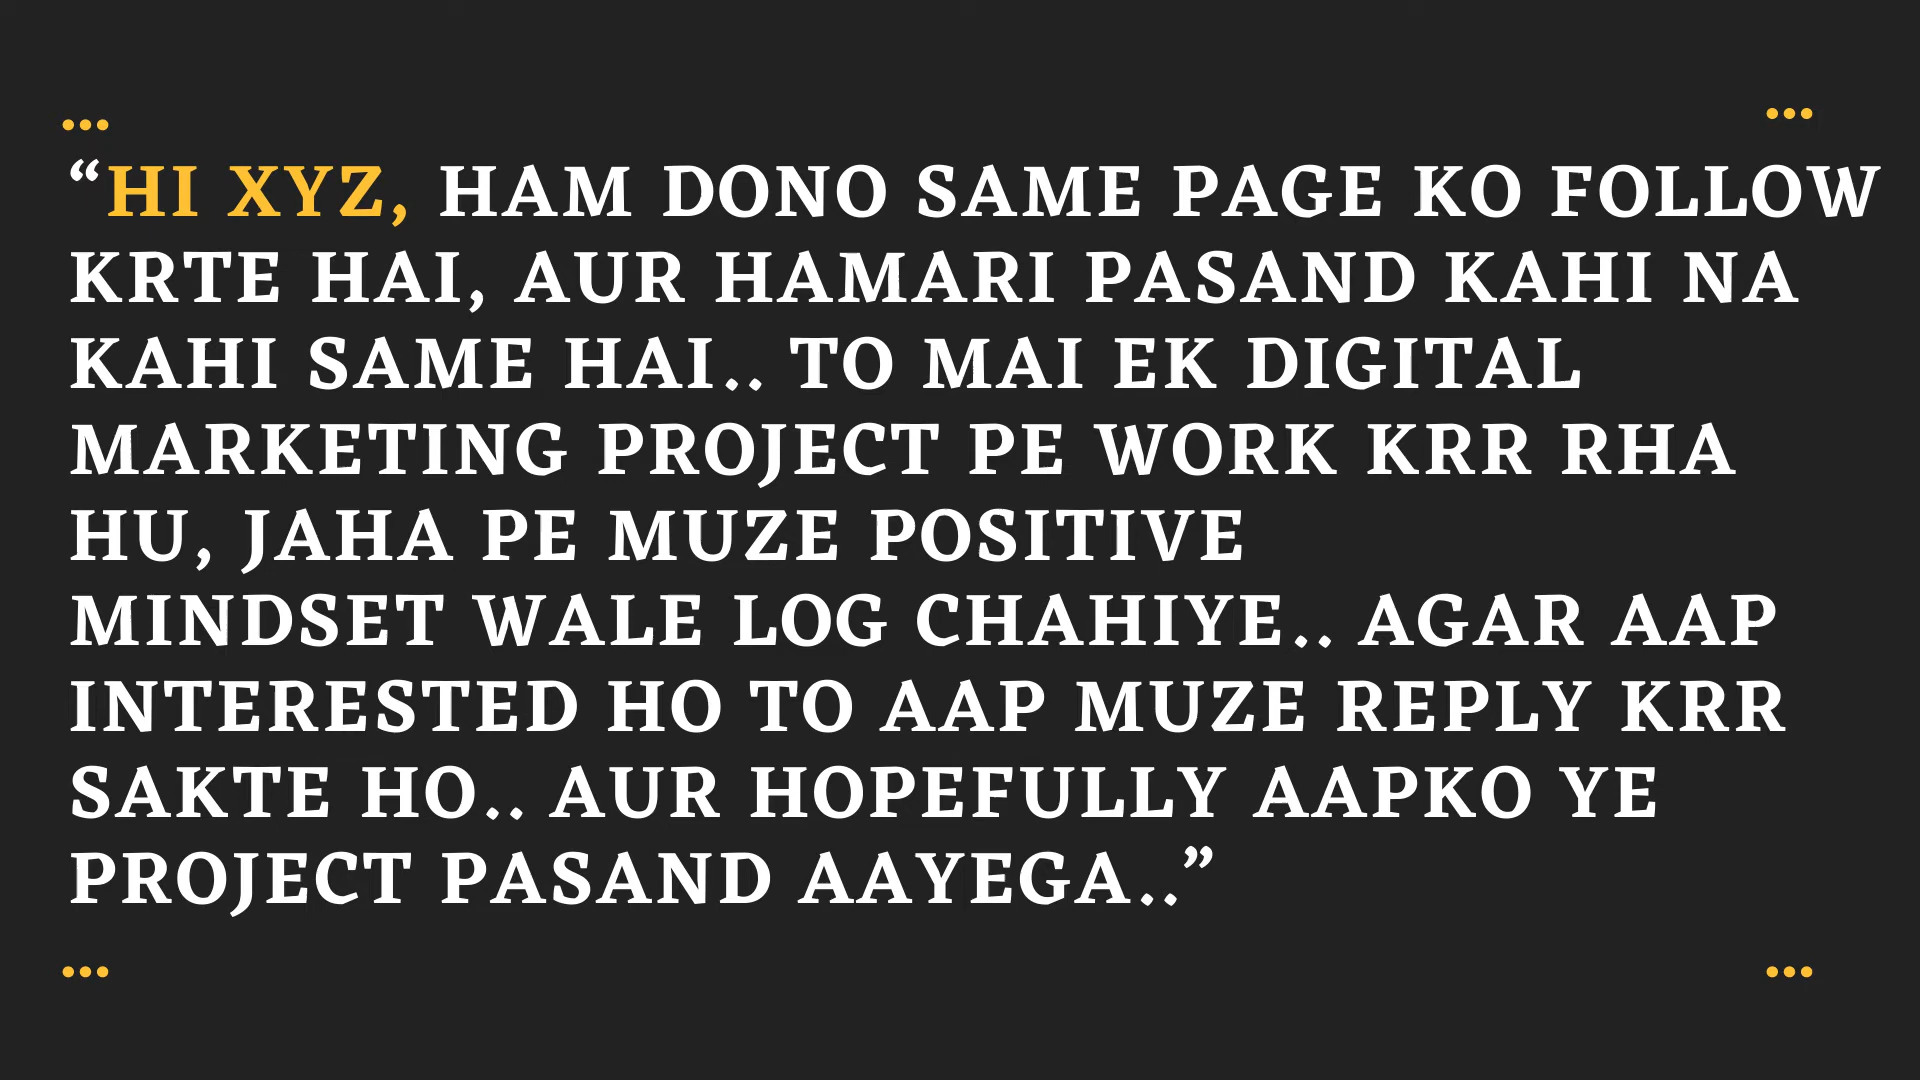 “HI XYZ, HAM DONO SAME PAGE KO FOLLOW
KRTE HAI, AUR HAMARI PASAND KAHI NA
KAHI SAME HAI.. TO MAI EK DIGITAL
MARKETING PROJECT PE WORK KRR RHA
HU, JAHA PE MUZE POSITIVE
MINDSET WALE LOG CHAHIYE.. AGAR AAP
INTERESTED HO TO AAP MUZE REPLY KRR
SAKTE HO.. AUR HOPEFULLY AAPKO YE
PROJECT PASAND AAYEGA..”